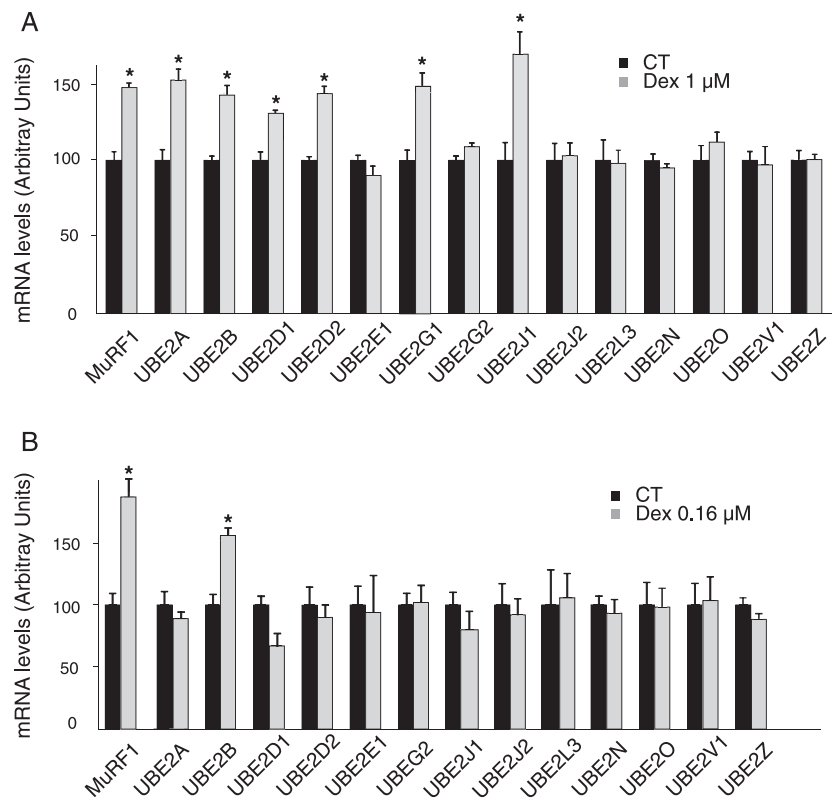 A
mRNA levels (Arbitray Units)
150
100
50
0
* * * * * * *
CT
Dex 1 µM
MuRF1 UBE2A UBE2B UBE2D1 UBE2D2 UBE2E1 UBE2G1 UBE2G2 UBE2J1 UBE2J2 UBE2L3 UBE2N UBE2O UBE2V1 UBE2Z
B
mRNA levels (Arbitray Units)
150
100
50
0
* *
CT
Dex 0.16 µM
MuRF1 UBE2A UBE2B UBE2D1 UBE2D2 UBE2E1 UBEG2 UBE2J1 UBE2J2 UBE2L3 UBE2N UBE2O UBE2V1 UBE2Z